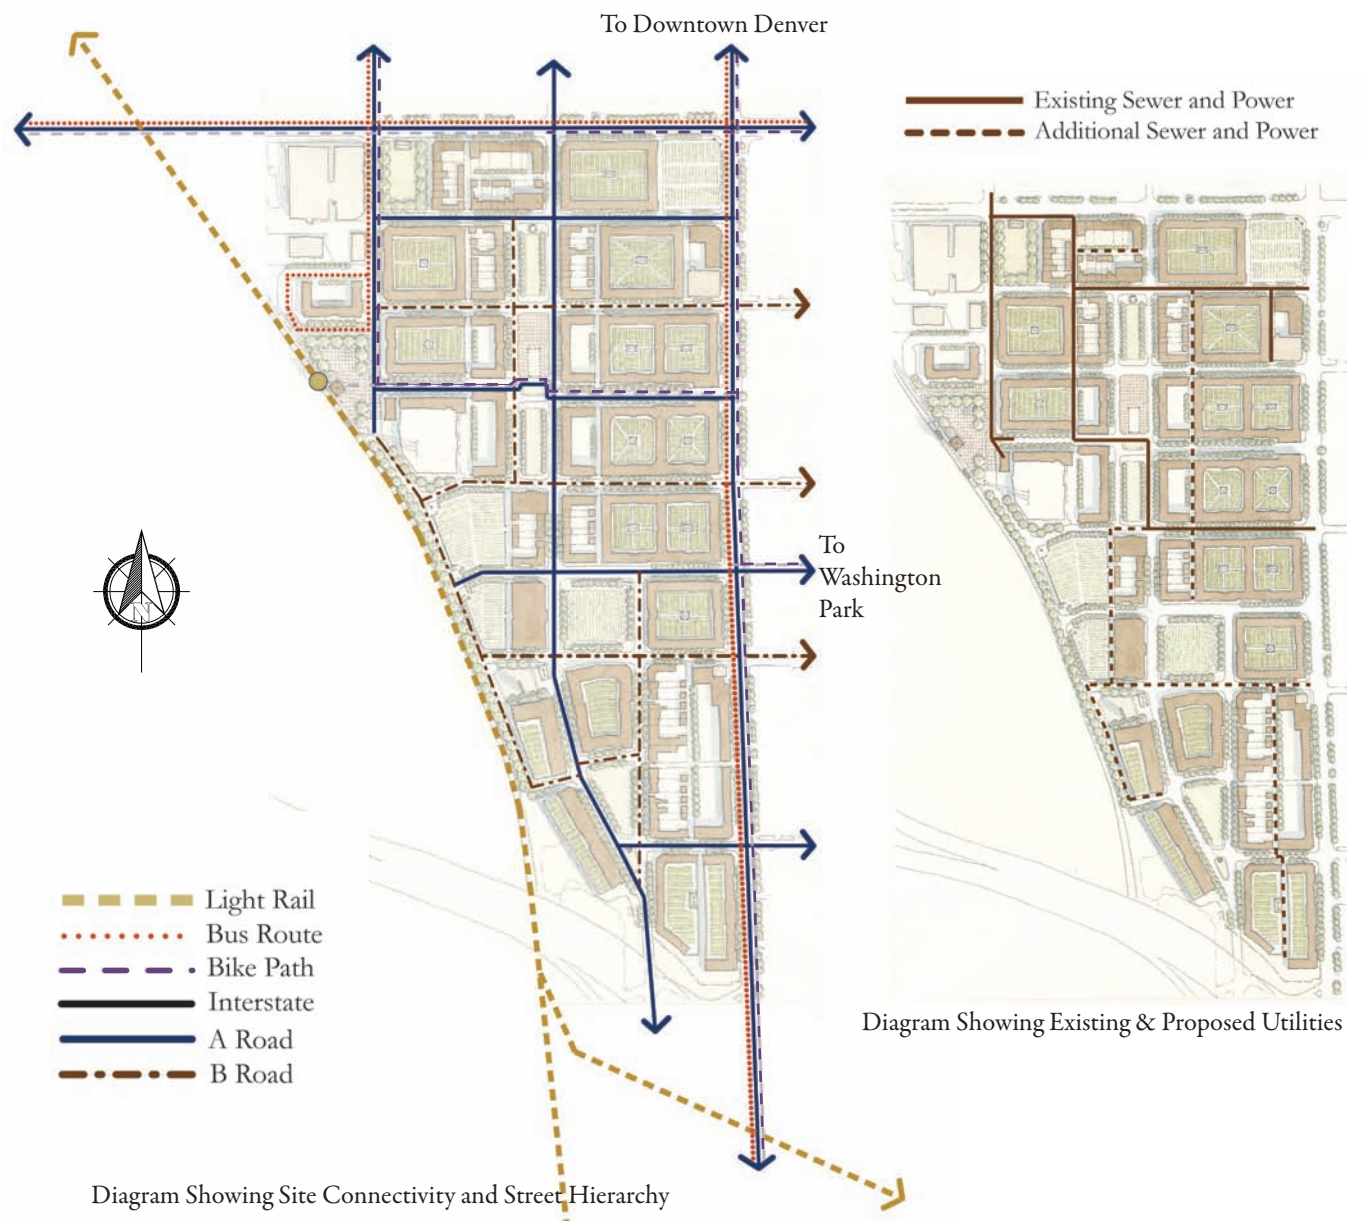 To Downtown Denver
Existing Sewer and Power
Additional Sewer and Power
To
Washington
Park
N
Light Rail
Bus Route
Bike Path
Interstate
A Road
B Road
Diagram Showing Existing & Proposed Utilities
Diagram Showing Site Connectivity and Street Hierarchy